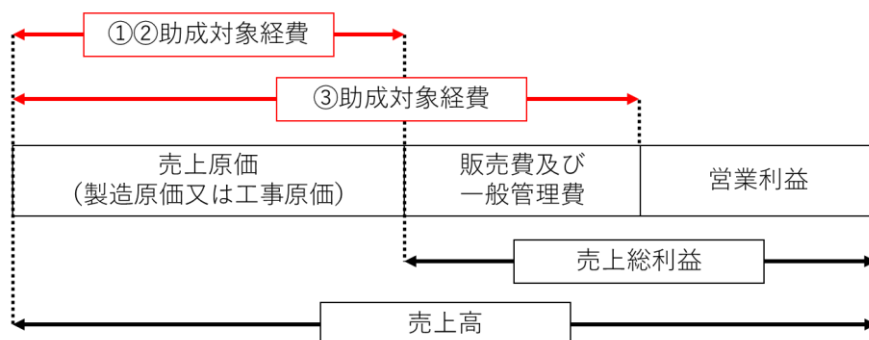 ①②助成対象経費
③助成対象経費
売上原価
(製造原価又は工事原価)
販売費及び
一般管理費
営業利益
売上総利益
売上高